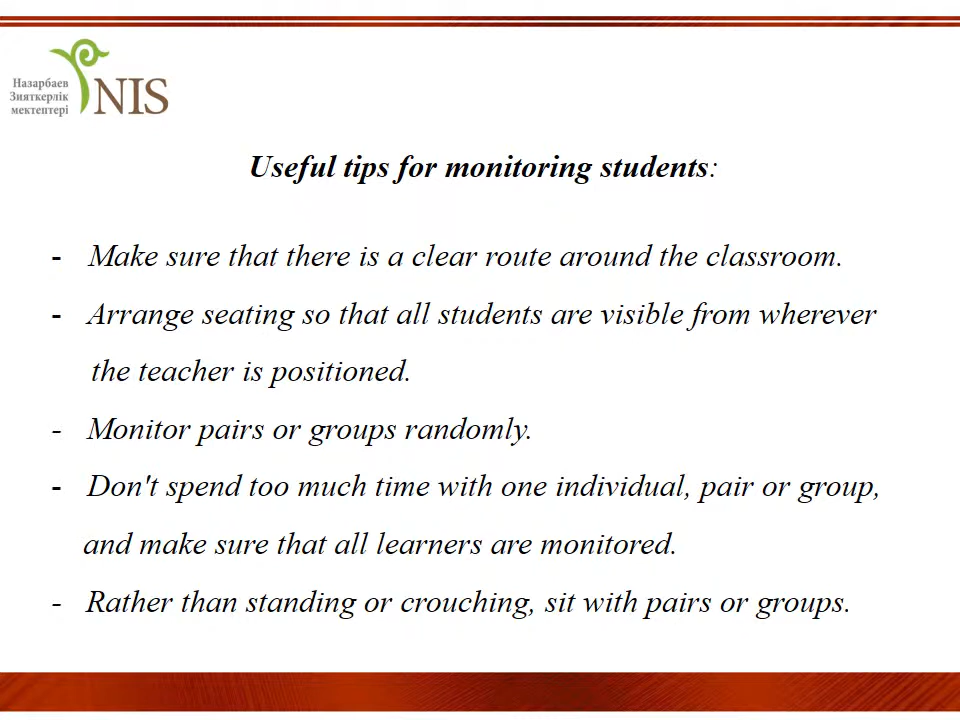 Назарбаев
Зияткерлік
мектептері
NIS
Useful tips for monitoring students:
- Make sure that there is a clear route around the classroom.
- Arrange seating so that all students are visible from wherever
the teacher is positioned.
- Monitor pairs or groups randomly.
- Don't spend too much time with one individual, pair or group,
and make sure that all learners are monitored.
- Rather than standing or crouching, sit with pairs or groups.